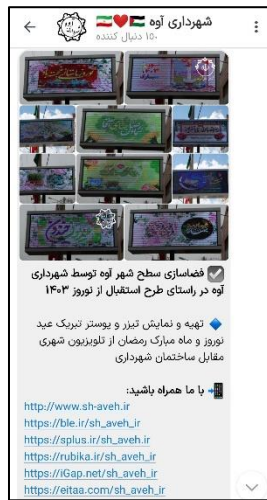 شهرداری آوه 🇵🇸❤️🇮🇷
۱۵۰ دنبال کننده
✅ فضاسازی سطح شهر آوه توسط شهرداری
آوه در راستای طرح استقبال از نوروز ۱۴۰۳
🔷 تهیه و نمایش تیزر و پوستر تبریک عید
نوروز و ماه مبارک رمضان از تلویزیون شهری
مقابل ساختمان شهرداری
📲 با ما همراه باشید:
http://www.sh-aveh.ir
https://ble.ir/sh_aveh_ir
https://splus.ir/sh_aveh_ir
https://rubika.ir/sh_aveh_ir
https://iGap.net/sh_aveh_ir
https://eitaa.com/sh_aveh_ir